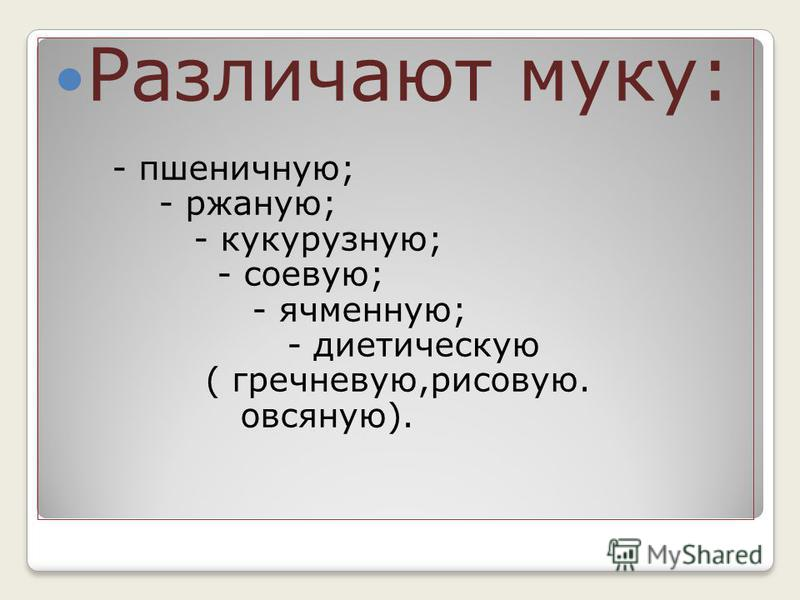 Различают муку:
- пшеничную;
- ржаную;
- кукурузную;
- соевую;
- ячменную;
- диетическую
( гречневую,рисовую.
овсяную).
MyShared